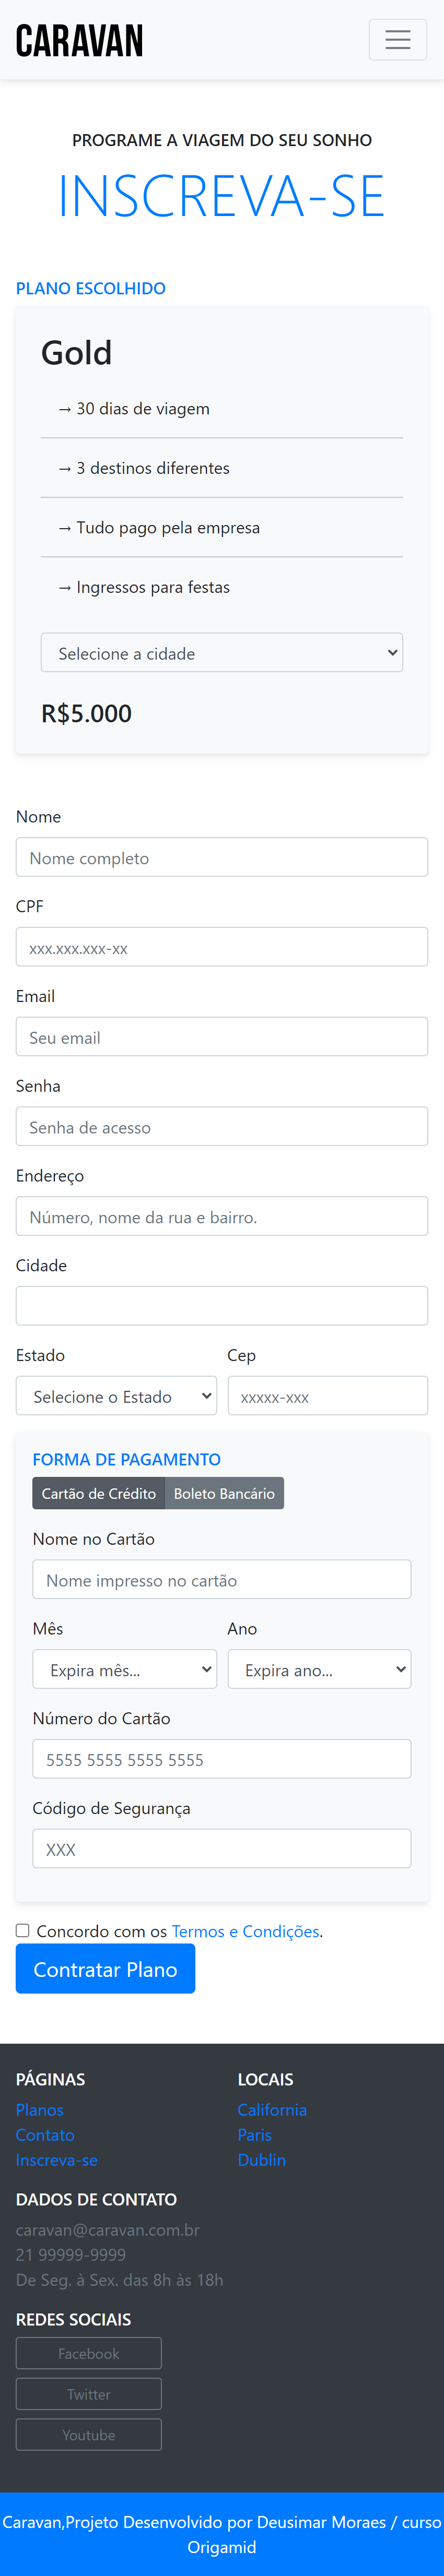 CARAVAN
PROGRAME A VIAGEM DO SEU SONHO
INSCREVA-SE
PLANO ESCOLHIDO
Gold
→ 30 dias de viagem
→ 3 destinos diferentes
→ Tudo pago pela empresa
→ Ingressos para festas
Selecione a cidade
R$5.000
Nome
Nome completo
CPF
xxx.xxx.xxx-xx
Email
Seu email
Senha
Senha de acesso
Endereço
Número, nome da rua e bairro.
Cidade
Estado Cep
Selecione o Estado xxxxx-xxx
FORMA DE PAGAMENTO
Cartão de Crédito Boleto Bancário
Nome no Cartão
Nome impresso no cartão
Mês Ano
Expira mês... Expira ano...
Número do Cartão
5555 5555 5555 5555
Código de Segurança
XXX
Concordo com os Termos e Condições.
Contratar Plano
PÁGINAS LOCAIS
Planos California
Contato Paris
Inscreva-se Dublin
DADOS DE CONTATO
caravan@caravan.com.br
21 99999-9999
De Seg. à Sex. das 8h às 18h
REDES SOCIAIS
Facebook
Twitter
Youtube
Caravan,Projeto Desenvolvido por Deusimar Moraes / curso
Origamid